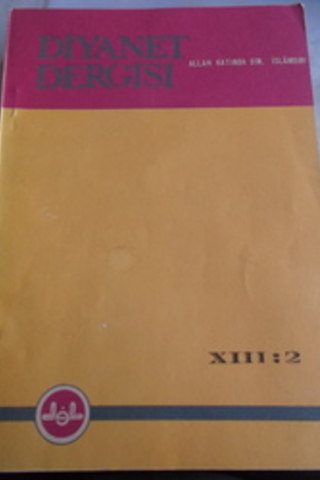 DİYANET
DERGİSİ
ALLAH KATINDA DİN, İSLÂMDIR
XIII:2